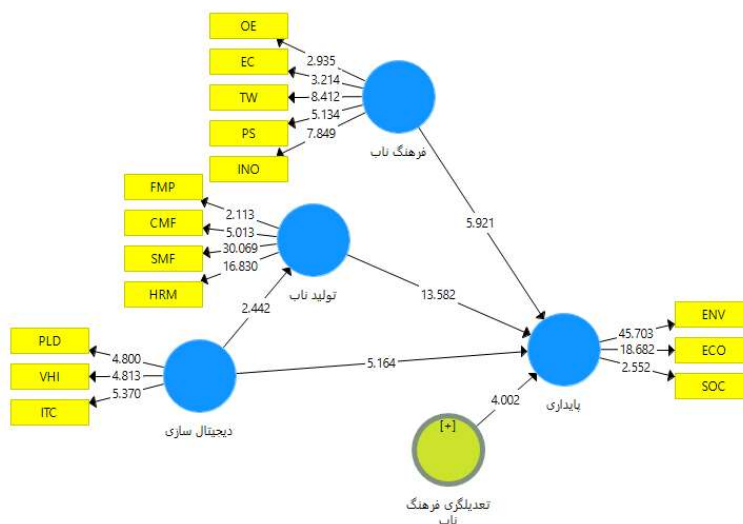 OE
EC
TW
PS
INO
2.935
3.214
8.412
5.134
7.849
فرهنگ ناب
5.921
FMP
CMF
SMF
HRM
2.113
5.013
30.069
16.830
تولید ناب
13.582
2.442
PLD
VHI
ITC
4.800
4.813
5.370
دیجیتال سازی
5.164
ENV
ECO
SOC
45.703
18.682
2.552
پایداری
4.002
[+]
تعدیلگری فرهنگ
ناب